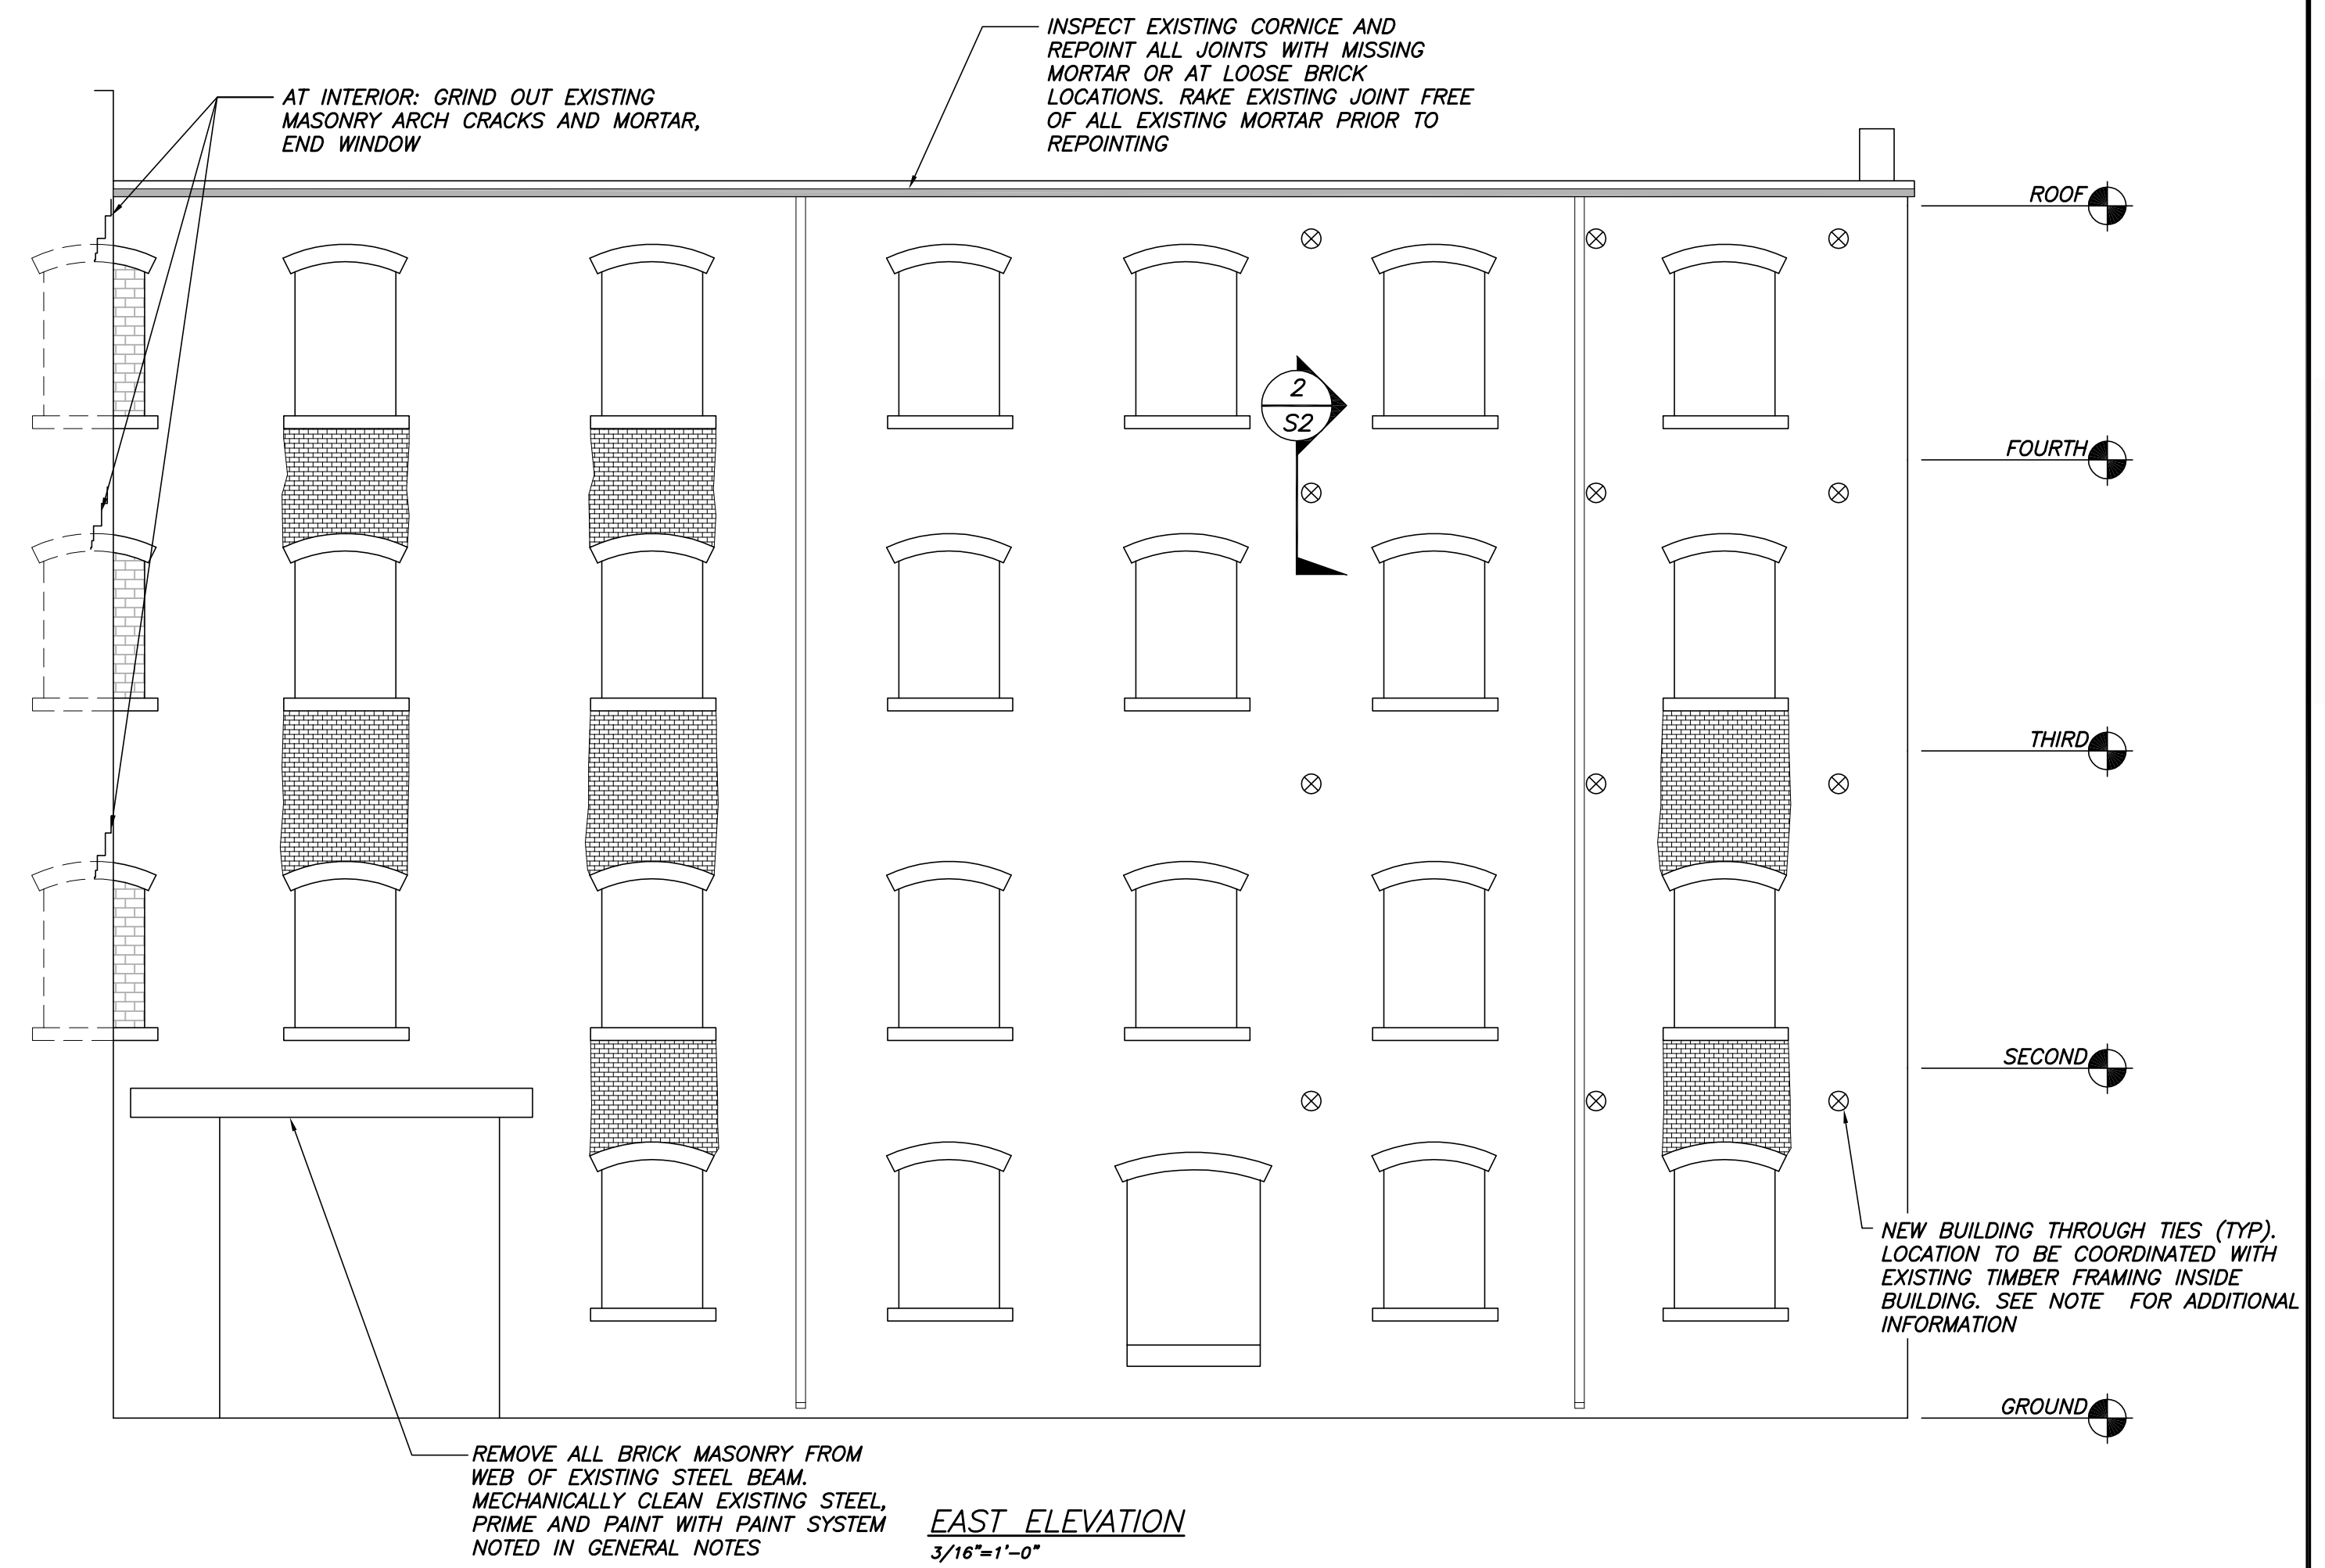 INSPECT EXISTING CORNICE AND
REPOINT ALL JOINTS WITH MISSING
MORTAR OR AT LOOSE BRICK
LOCATIONS. RAKE EXISTING JOINT FREE
OF ALL EXISTING MORTAR PRIOR TO
REPOINTING
AT INTERIOR: GRIND OUT EXISTING
MASONRY ARCH CRACKS AND MORTAR,
END WINDOW
ROOF
2
S2
FOURTH
THIRD
SECOND
NEW BUILDING THROUGH TIES (TYP).
LOCATION TO BE COORDINATED WITH
EXISTING TIMBER FRAMING INSIDE
BUILDING. SEE NOTE FOR ADDITIONAL
INFORMATION
GROUND
REMOVE ALL BRICK MASONRY FROM
WEB OF EXISTING STEEL BEAM.
MECHANICALLY CLEAN EXISTING STEEL,
PRIME AND PAINT WITH PAINT SYSTEM
NOTED IN GENERAL NOTES
EAST ELEVATION
3/16"=1'-0"